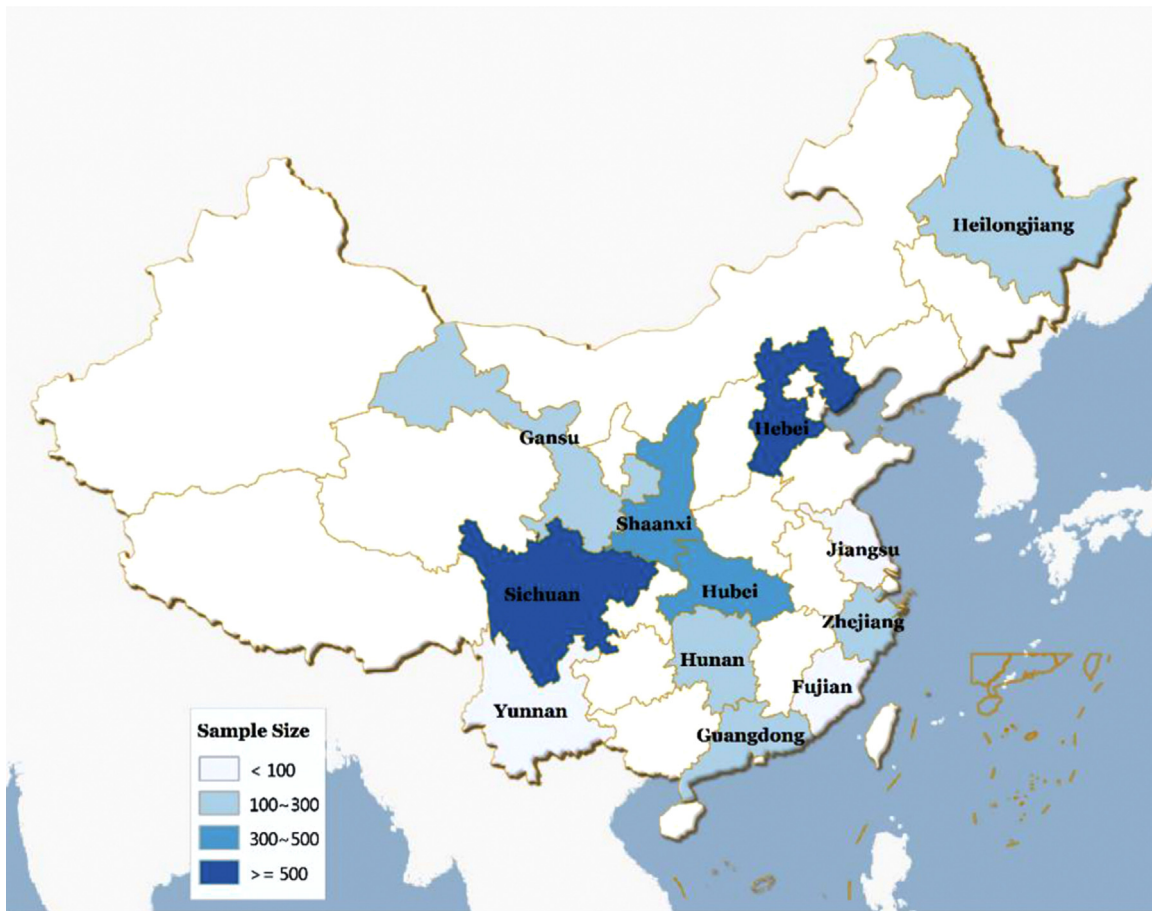 Heilongjiang
Gansu
Hebei
Shaanxi
Jiangsu
Sichuan
Hubei
Zhejiang
Hunan
Fujian
Yunnan
Guangdong
Sample Size
< 100
100~300
300~500
>= 500